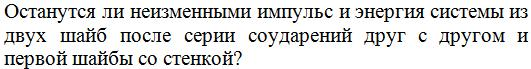 Останутся ли неизменными импульс и энергия системы из
двух шайб после серии соударений друг с другом и
первой шайбы со стенкой?